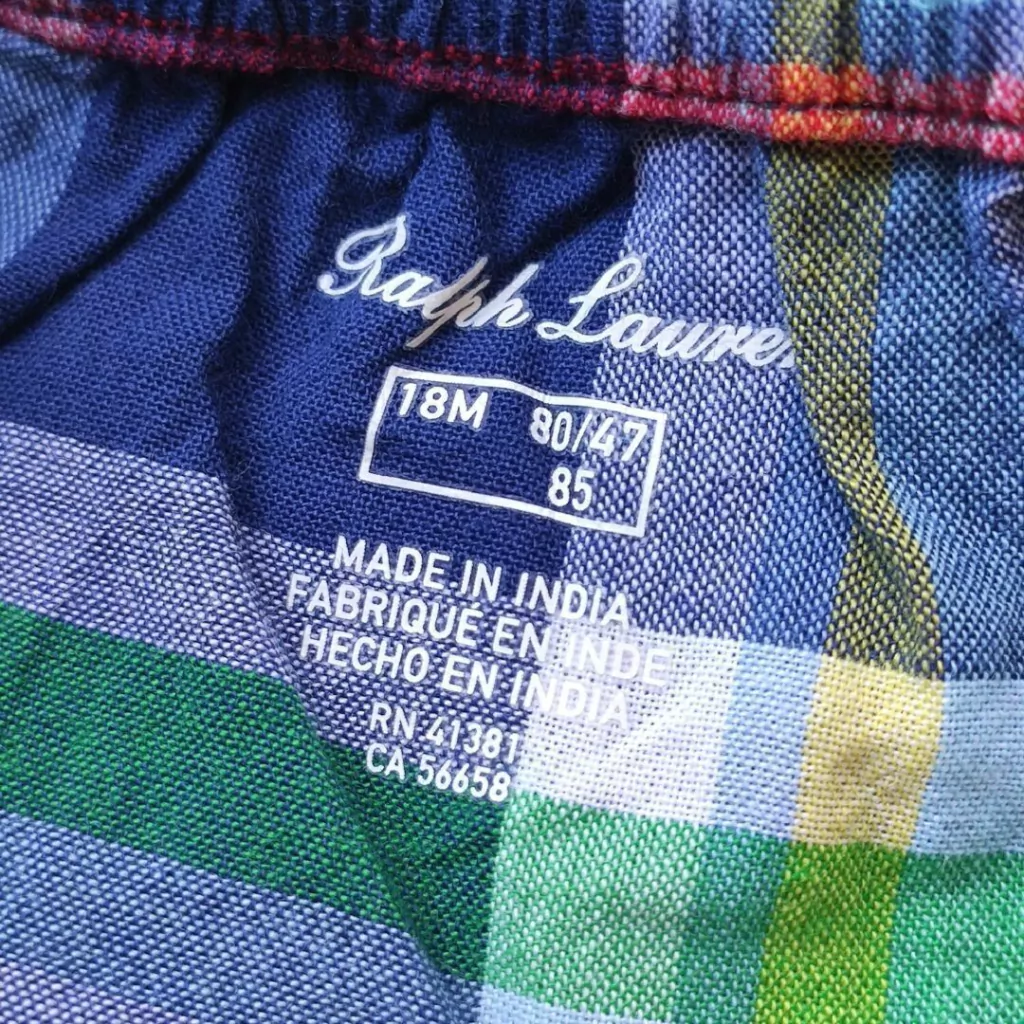 Ralph Lauren
18M 80/47
85
MADE IN INDIA
FABRIQUÉ EN INDE
HECHO EN INDIA
RN 41381
CA 56658